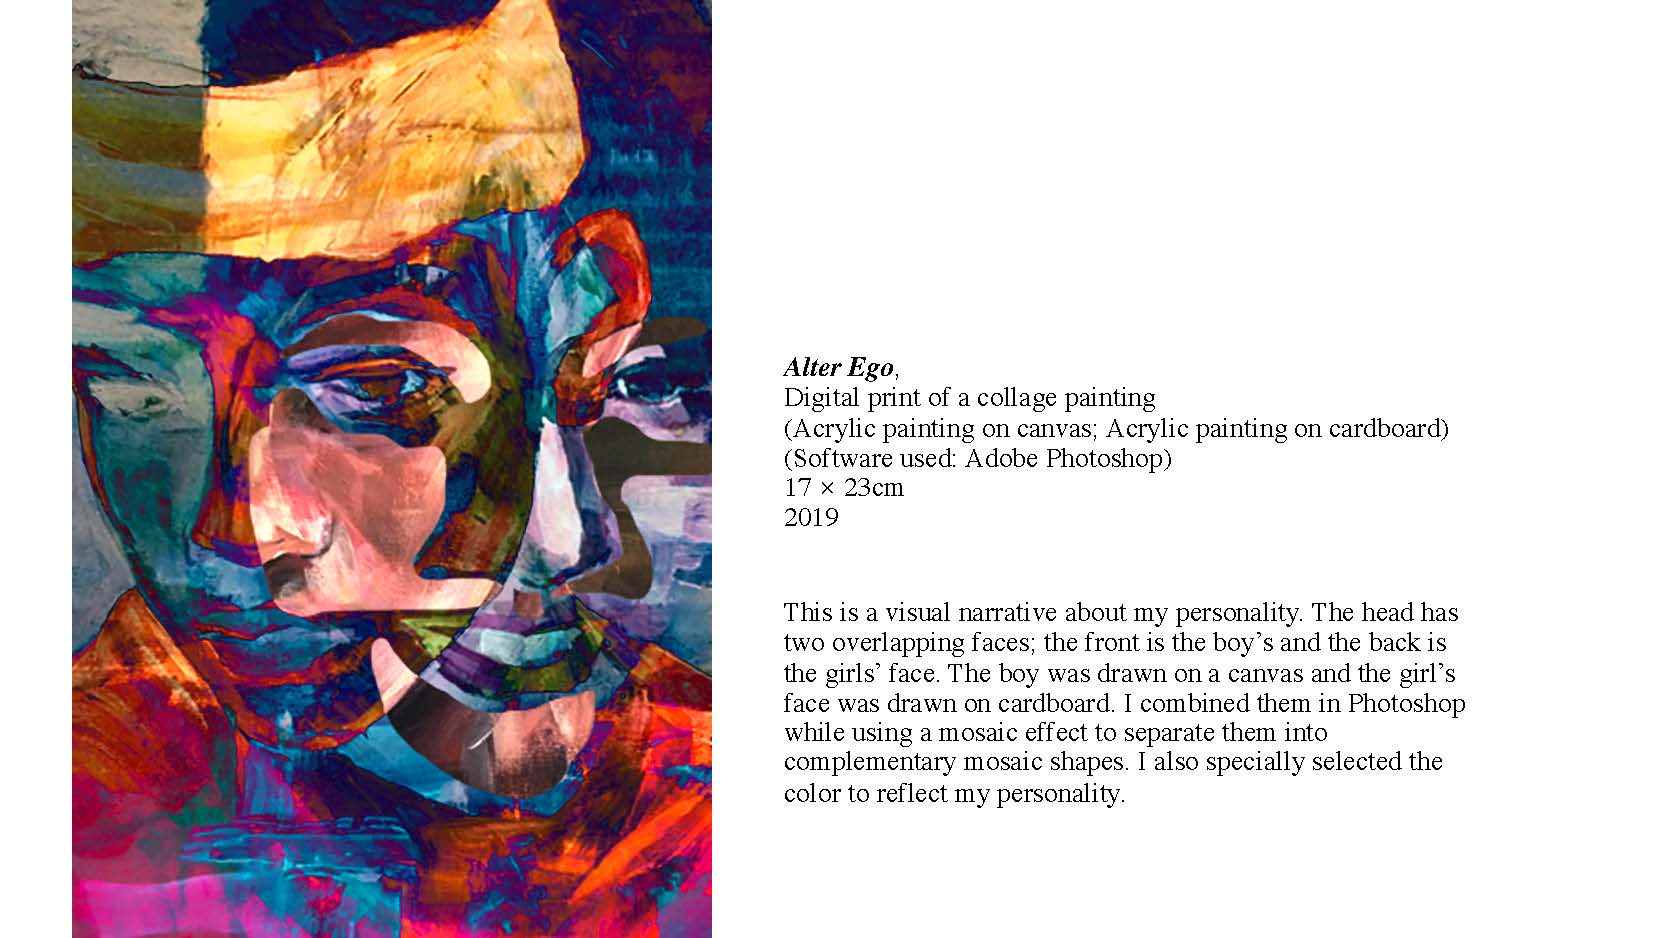 Alter Ego,
Digital print of a collage painting
(Acrylic painting on canvas; Acrylic painting on cardboard)
(Software used: Adobe Photoshop)
17 × 23cm
2019
This is a visual narrative about my personality. The head has
two overlapping faces; the front is the boy’s and the back is
the girls’ face. The boy was drawn on a canvas and the girl’s
face was drawn on cardboard. I combined them in Photoshop
while using a mosaic effect to separate them into
complementary mosaic shapes. I also specially selected the
color to reflect my personality.